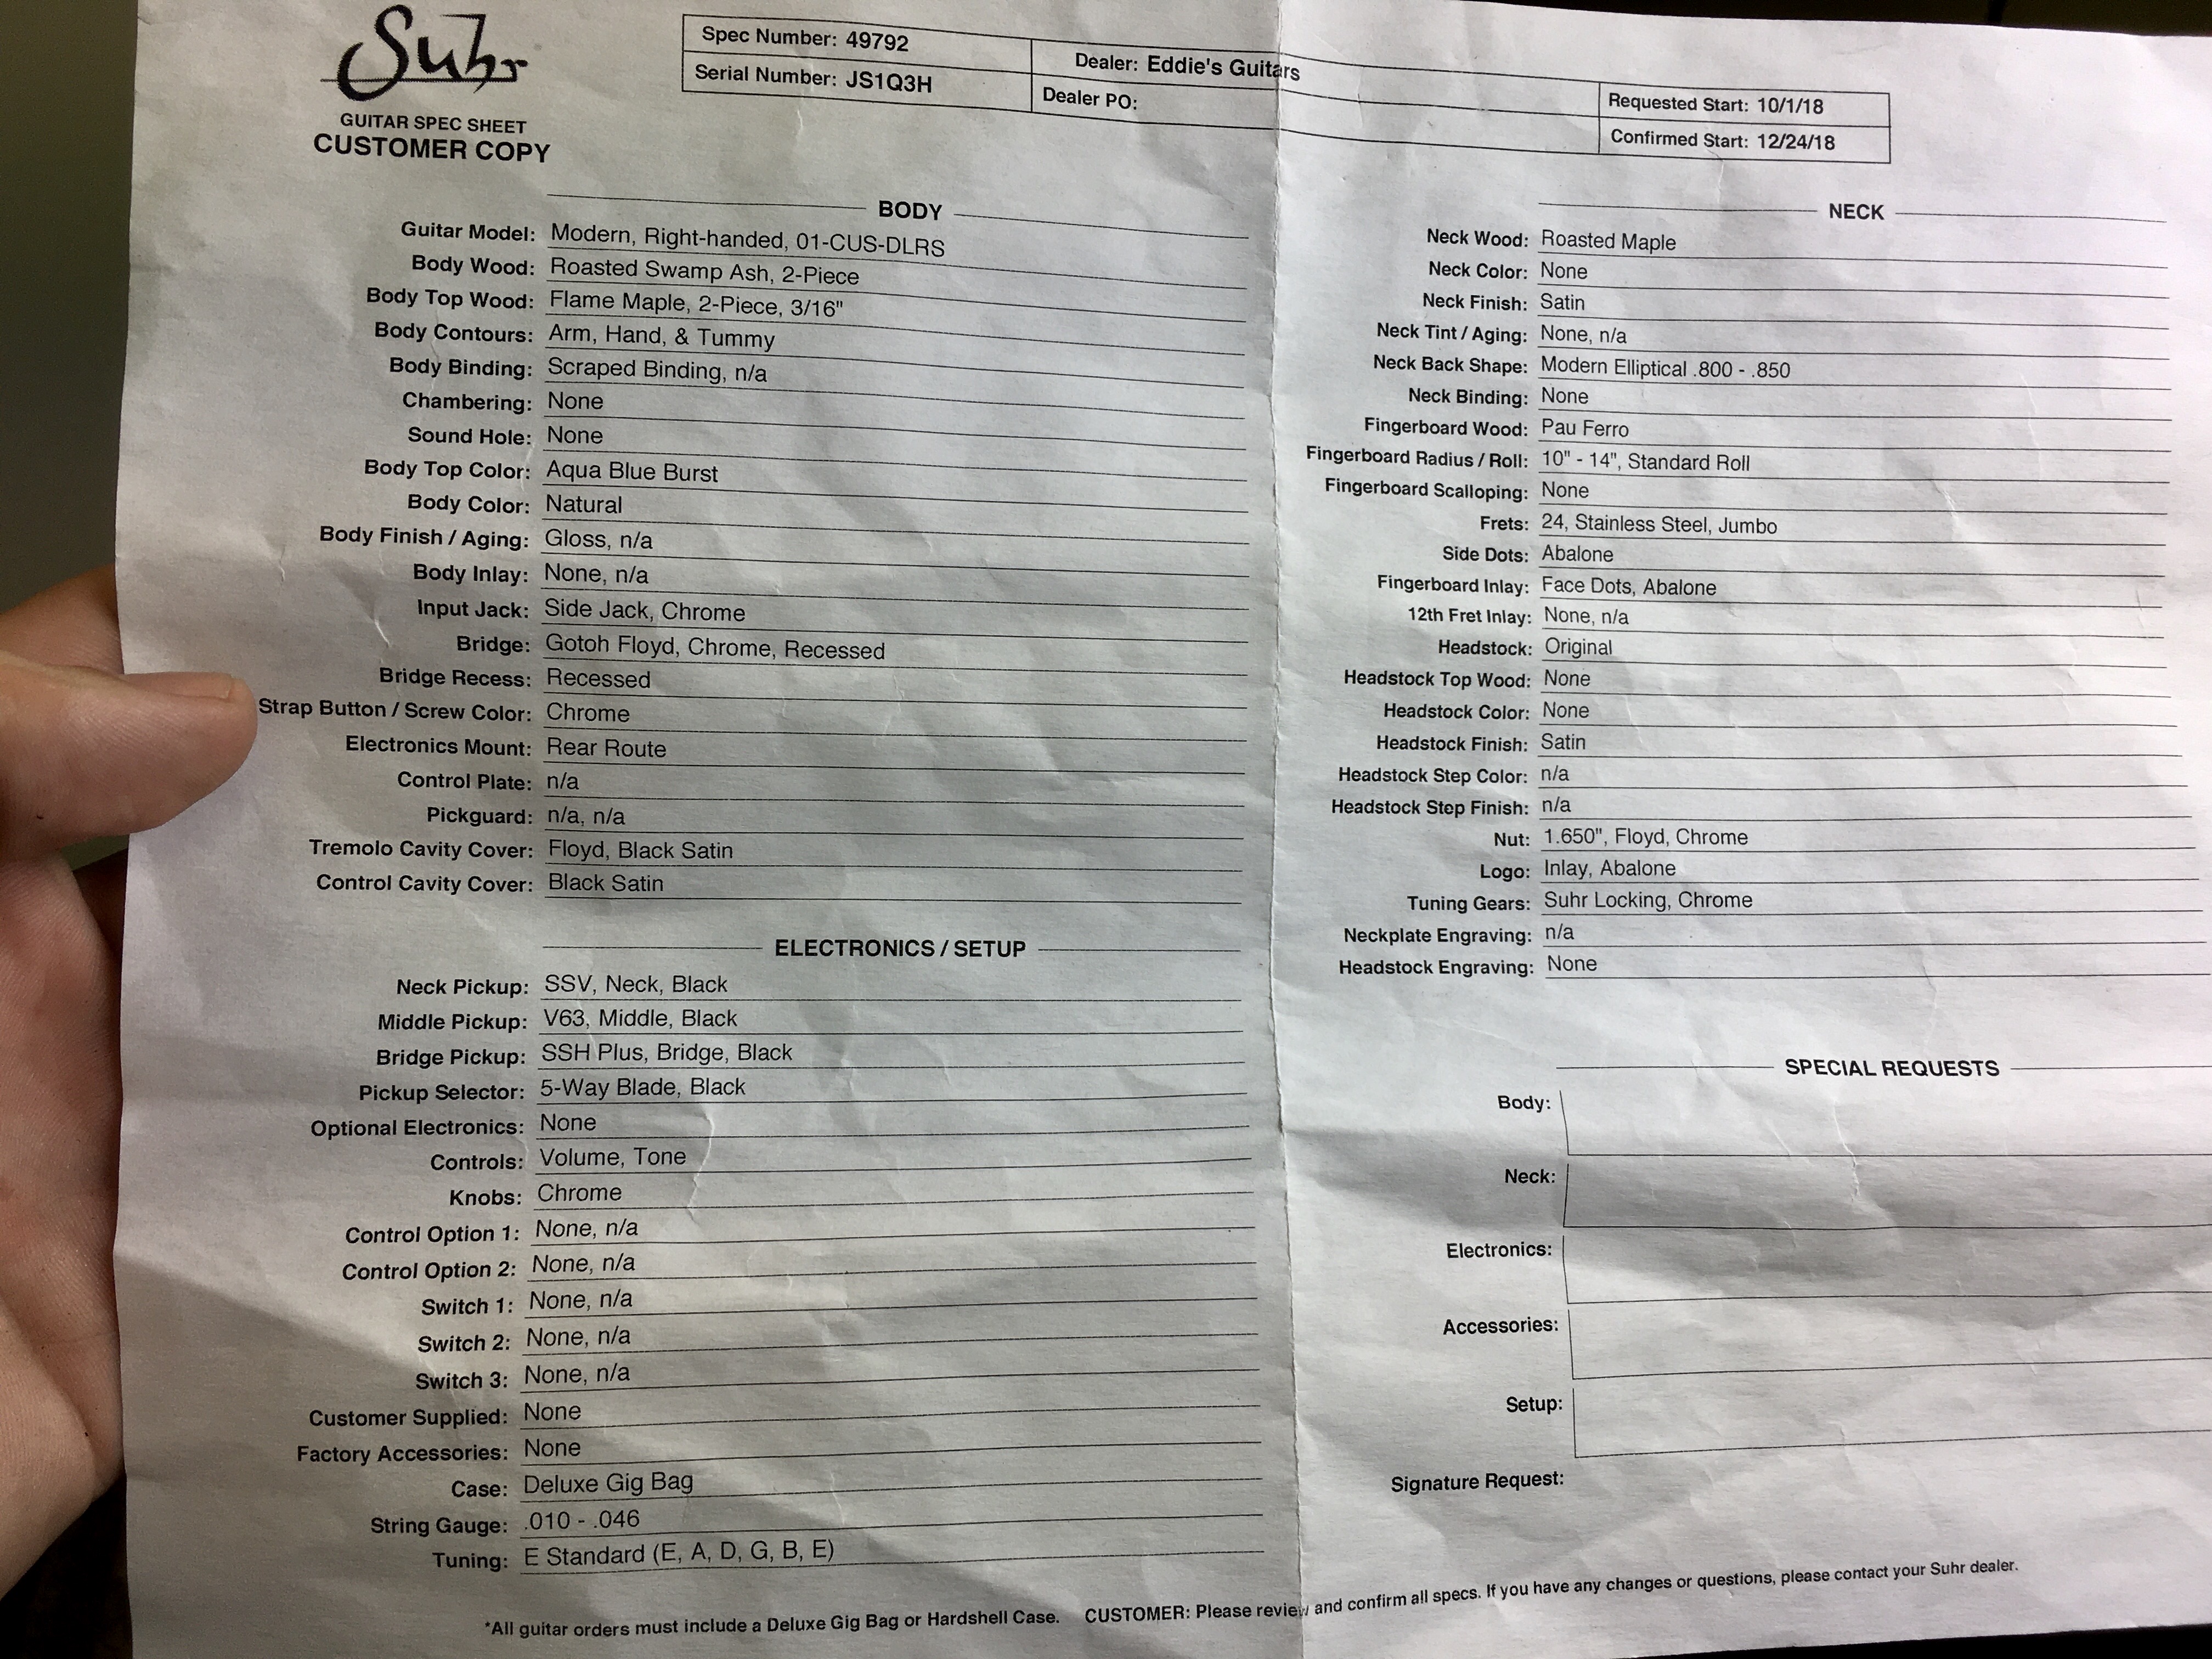 Suhr
GUITAR SPEC SHEET
CUSTOMER COPY
Spec Number: 49792
Serial Number: JS1Q3H
Dealer: Eddie's Guitars
Dealer PO:
Requested Start: 10/1/18
Confirmed Start: 12/24/18
BODY
Guitar Model: Modern, Right-handed, 01-CUS-DLRS
Body Wood: Roasted Swamp Ash, 2-Piece
Body Top Wood: Flame Maple, 2-Piece, 3/16"
Body Contours: Arm, Hand, & Tummy
Body Binding: Scraped Binding, n/a
Chambering: None
Sound Hole: None
Body Top Color: Aqua Blue Burst
Body Color: Natural
Body Finish / Aging: Gloss, n/a
Body Inlay: None, n/a
Input Jack: Side Jack, Chrome
Bridge: Gotoh Floyd, Chrome, Recessed
Bridge Recess: Recessed
Strap Button / Screw Color: Chrome
Electronics Mount: Rear Route
Control Plate: n/a
Pickguard: n/a, n/a
Tremolo Cavity Cover: Floyd, Black Satin
Control Cavity Cover: Black Satin
ELECTRONICS / SETUP
Neck Pickup: SSV, Neck, Black
Middle Pickup: V63, Middle, Black
Bridge Pickup: SSH Plus, Bridge, Black
Pickup Selector: 5-Way Blade, Black
Optional Electronics: None
Controls: Volume, Tone
Knobs: Chrome
Control Option 1: None, n/a
Control Option 2: None, n/a
Switch 1: None, n/a
Switch 2: None, n/a
Switch 3: None, n/a
Customer Supplied: None
Factory Accessories: None
Case: Deluxe Gig Bag
String Gauge: .010 - .046
Tuning: E Standard (E, A, D, G, B, E)
NECK
Neck Wood: Roasted Maple
Neck Color: None
Neck Finish: Satin
Neck Tint / Aging: None, n/a
Neck Back Shape: Modern Elliptical .800 - .850
Neck Binding: None
Fingerboard Wood: Pau Ferro
Fingerboard Radius / Roll: 10" - 14", Standard Roll
Fingerboard Scalloping: None
Frets: 24, Stainless Steel, Jumbo
Side Dots: Abalone
Fingerboard Inlay: Face Dots, Abalone
12th Fret Inlay: None, n/a
Headstock: Original
Headstock Top Wood: None
Headstock Color: None
Headstock Finish: Satin
Headstock Step Color: n/a
Headstock Step Finish: n/a
Nut: 1.650", Floyd, Chrome
Logo: Inlay, Abalone
Tuning Gears: Suhr Locking, Chrome
Neckplate Engraving: n/a
Headstock Engraving: None
SPECIAL REQUESTS
Body:
Neck:
Electronics:
Accessories:
Setup:
Signature Request:
*All guitar orders must include a Deluxe Gig Bag or Hardshell Case. CUSTOMER: Please review and confirm all specs. If you have any changes or questions, please contact your Suhr dealer.